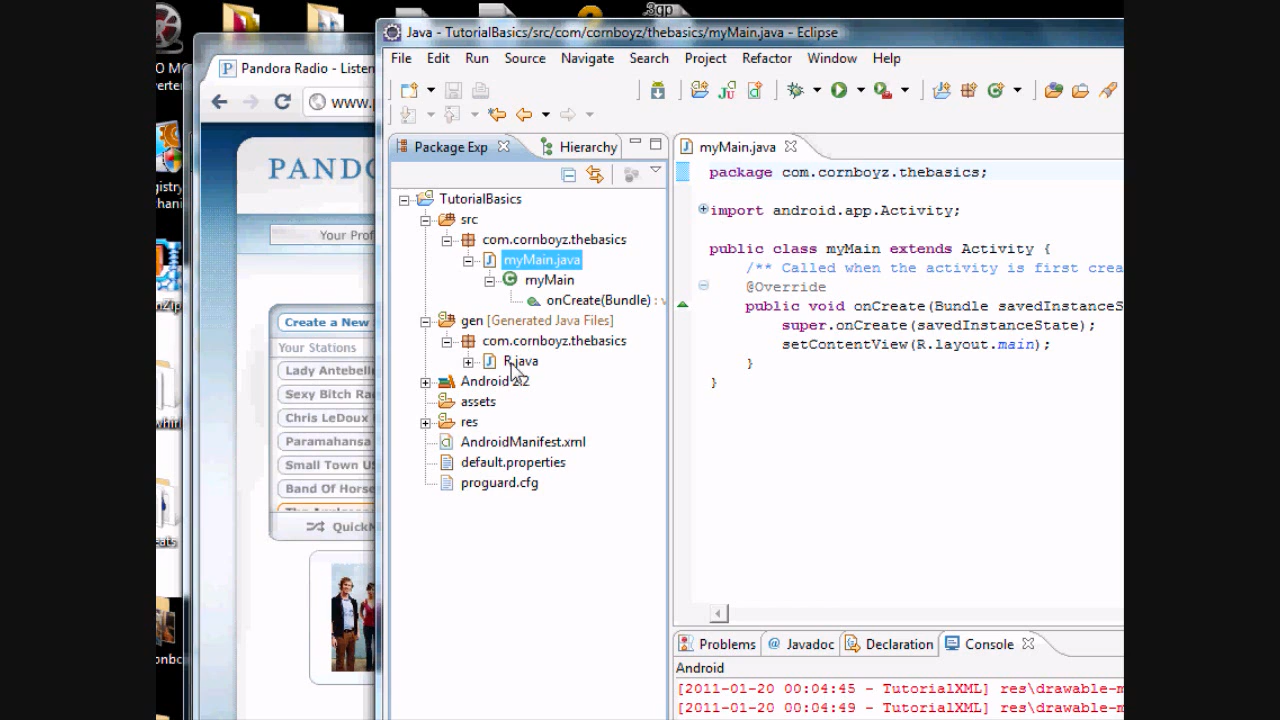 .3gp
Java - TutorialBasics/src/com/cornboyz/thebasics/myMain.java - Eclipse
File Edit Run Source Navigate Search Project Refactor Window Help
Pandora Radio - Listen
www.
PANDO
Your Prof
Create a New
Your Stations
Lady Antebell
Sexy Bitch Ra
Chris LeDoux
Paramahansa
Small Town U
Band Of Horse
QuickM
Package Exp
Hierarchy
TutorialBasics
src
com.cornboyz.thebasics
myMain.java
myMain
onCreate(Bundle) : v
gen [Generated Java Files]
com.cornboyz.thebasics
R.java
Android 2.2
assets
res
AndroidManifest.xml
default.properties
proguard.cfg
myMain.java
package com.cornboyz.thebasics;
import android.app.Activity;
public class myMain extends Activity {
/** Called when the activity is first crea
@Override
public void onCreate(Bundle savedInstanceS
super.onCreate(savedInstanceState);
setContentView(R.layout.main);
}
}
Problems @ Javadoc Declaration Console
Android
[2011-01-20 00:04:45 - TutorialXML] res\drawable-m
[2011-01-20 00:04:49 - TutorialXML] res\drawable-m